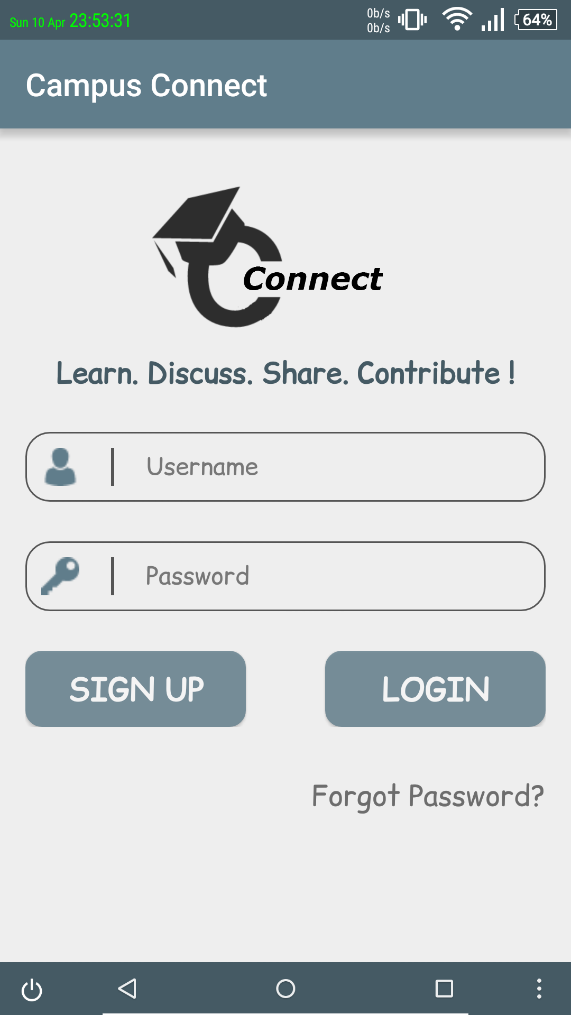 Sun 10 Apr 23:53:31
0b/s
0b/s
64%
Campus Connect
Connect
Learn. Discuss. Share. Contribute !
Username
Password
SIGN UP
LOGIN
Forgot Password?